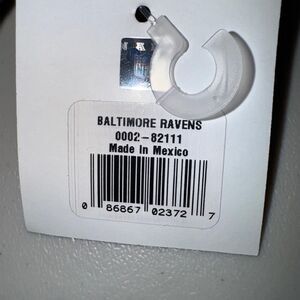 BALTIMORE RAVENS
0002-82111
Made In Mexico
0 86867 02372 7